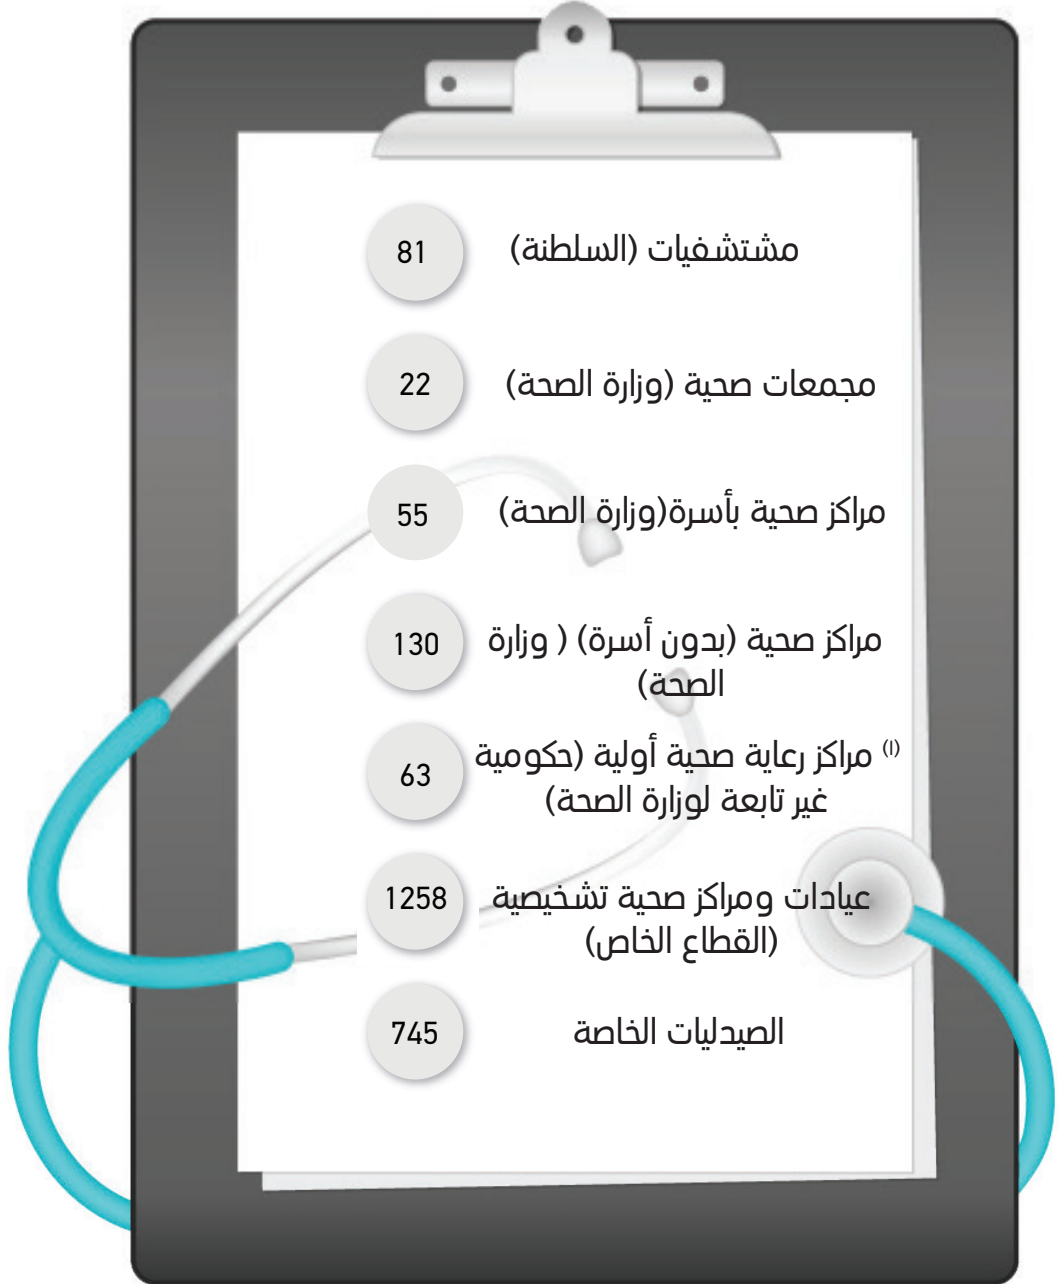 مشتشفيات (السلطنة)
81
مجمعات صحية (وزارة الصحة)
22
مراكز صحية بأسرة(وزارة الصحة)
55
مراكز صحية (بدون أسرة) ( وزارة
الصحة)
130
(١) مراكز رعاية صحية أولية (حكومية
غير تابعة لوزارة الصحة)
63
عيادات ومراكز صحية تشخيصية
(القطاع الخاص)
1258
الصيدليات الخاصة
745